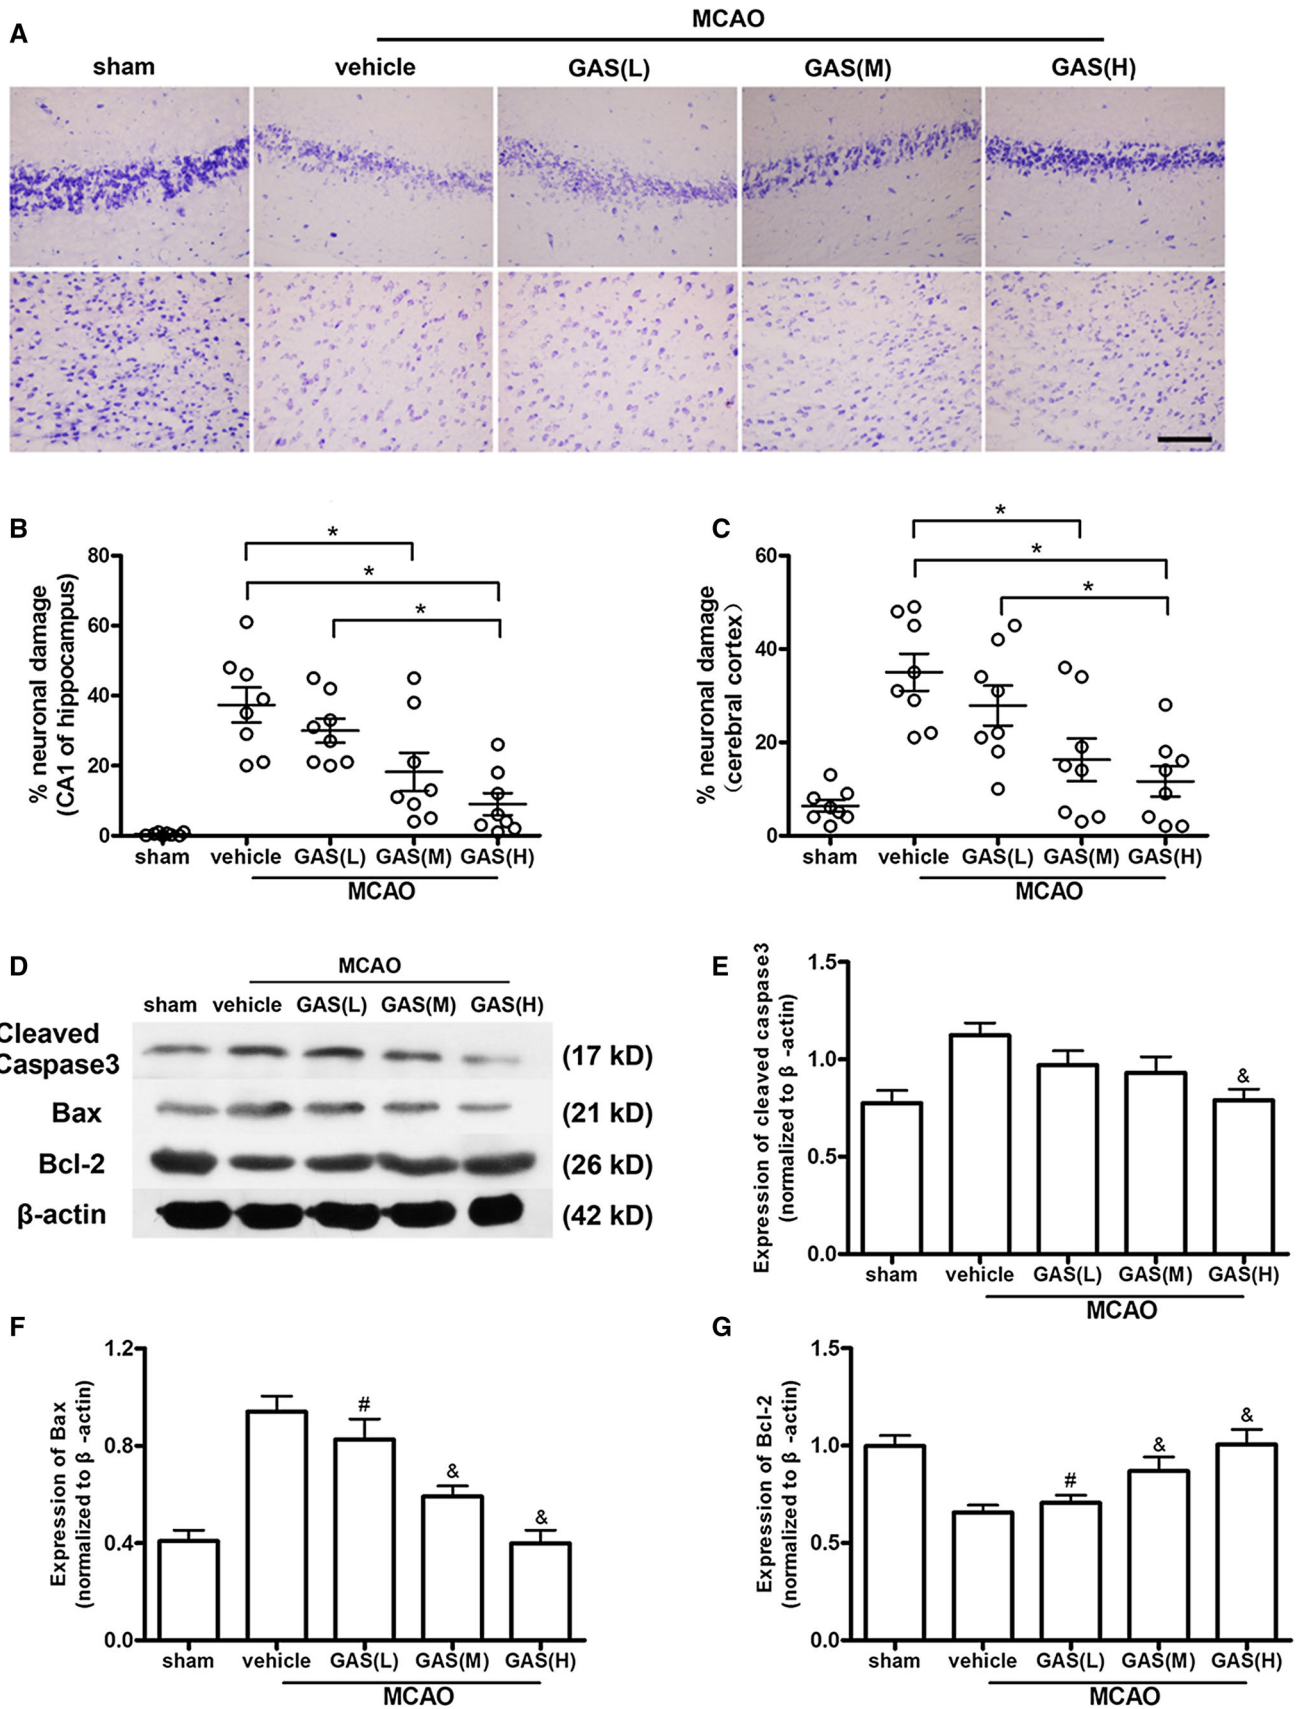 A
MCAO
sham vehicle GAS(L) GAS(M) GAS(H)
B
% neuronal damage
(CA1 of hippocampus)
80
60
40
20
0
* * *
sham vehicle GAS(L) GAS(M) GAS(H)
MCAO
C
% neuronal damage
(cerebral cortex)
60
40
20
0
* * *
sham vehicle GAS(L) GAS(M) GAS(H)
MCAO
D
MCAO
sham vehicle GAS(L) GAS(M) GAS(H)
Cleaved
Caspase3 (17 kD)
Bax (21 kD)
Bcl-2 (26 kD)
β-actin (42 kD)
E
Expression of cleaved caspase3
(normalized to β -actin)
1.5
1.0
0.5
0.0
&
sham vehicle GAS(L) GAS(M) GAS(H)
MCAO
F
Expression of Bax
(normalized to β -actin)
1.2
0.8
0.4
0.0
# & &
sham vehicle GAS(L) GAS(M) GAS(H)
MCAO
G
Expression of Bcl-2
(normalized to β -actin)
1.5
1.0
0.5
0.0
# & &
sham vehicle GAS(L) GAS(M) GAS(H)
MCAO